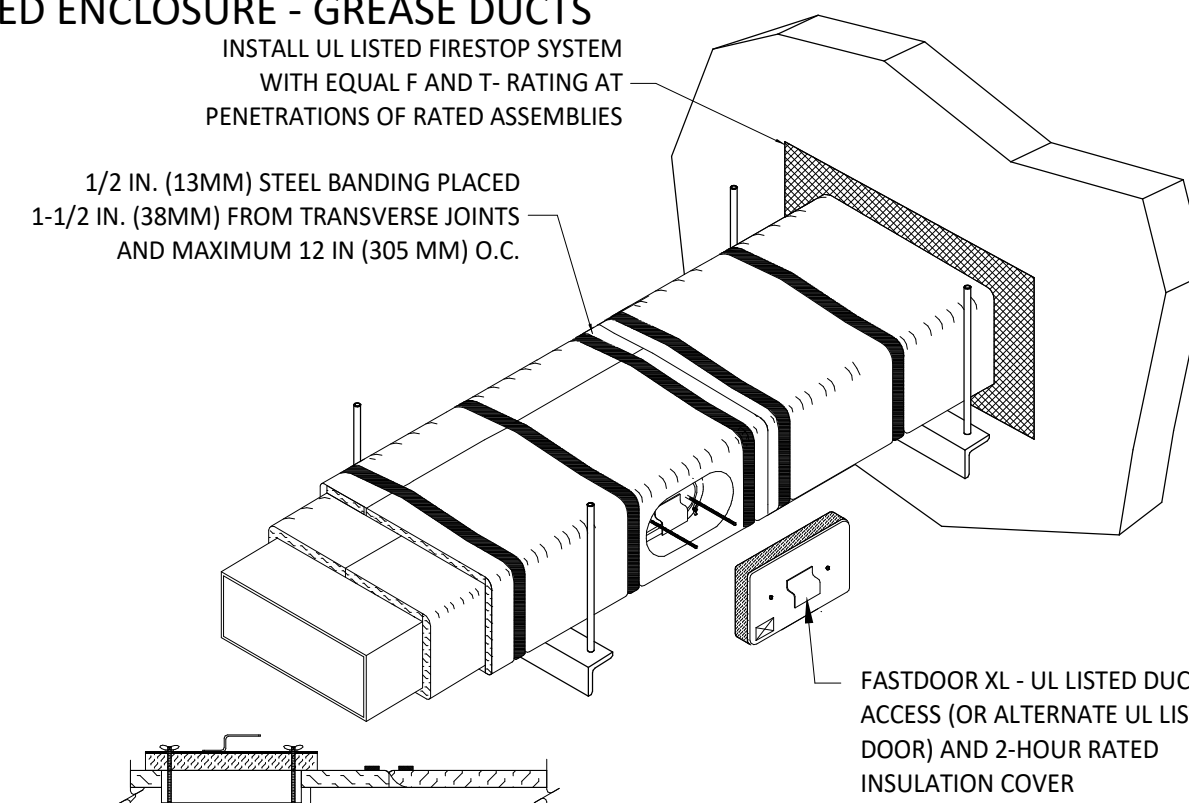 ED ENCLOSURE - GREASE DUCTS
INSTALL UL LISTED FIRESTOP SYSTEM
WITH EQUAL F AND T- RATING AT
PENETRATIONS OF RATED ASSEMBLIES
1/2 IN. (13MM) STEEL BANDING PLACED
1-1/2 IN. (38MM) FROM TRANSVERSE JOINTS
AND MAXIMUM 12 IN (305 MM) O.C.
FASTDOOR XL - UL LISTED DUC
ACCESS (OR ALTERNATE UL LIS
DOOR) AND 2-HOUR RATED
INSULATION COVER